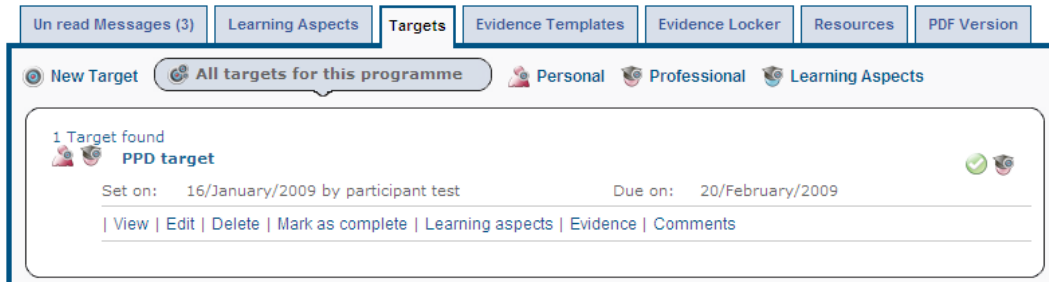 Un read Messages (3) Learning Aspects Targets Evidence Templates Evidence Locker Resources PDF Version
New Target All targets for this programme Personal Professional Learning Aspects
1 Target found
PPD target
Set on: 16/January/2009 by participant test Due on: 20/February/2009
| View | Edit | Delete | Mark as complete | Learning aspects | Evidence | Comments